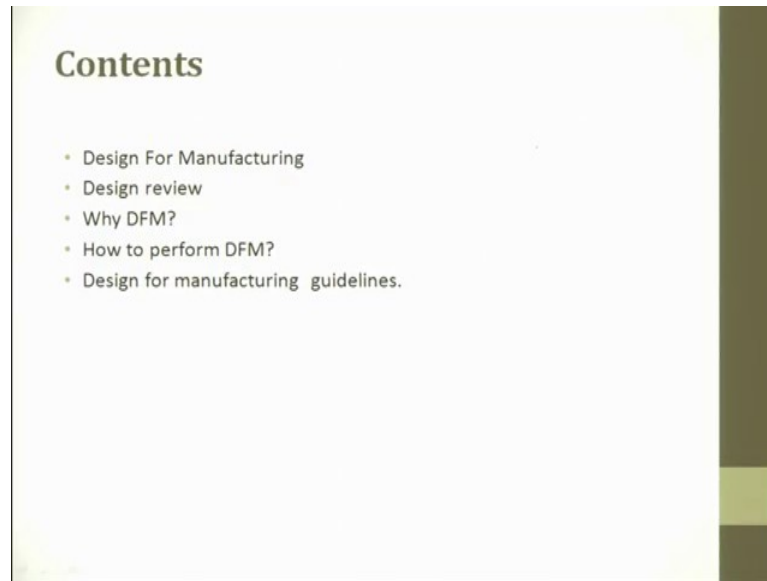 Contents
• Design For Manufacturing
• Design review
• Why DFM?
• How to perform DFM?
• Design for manufacturing guidelines.